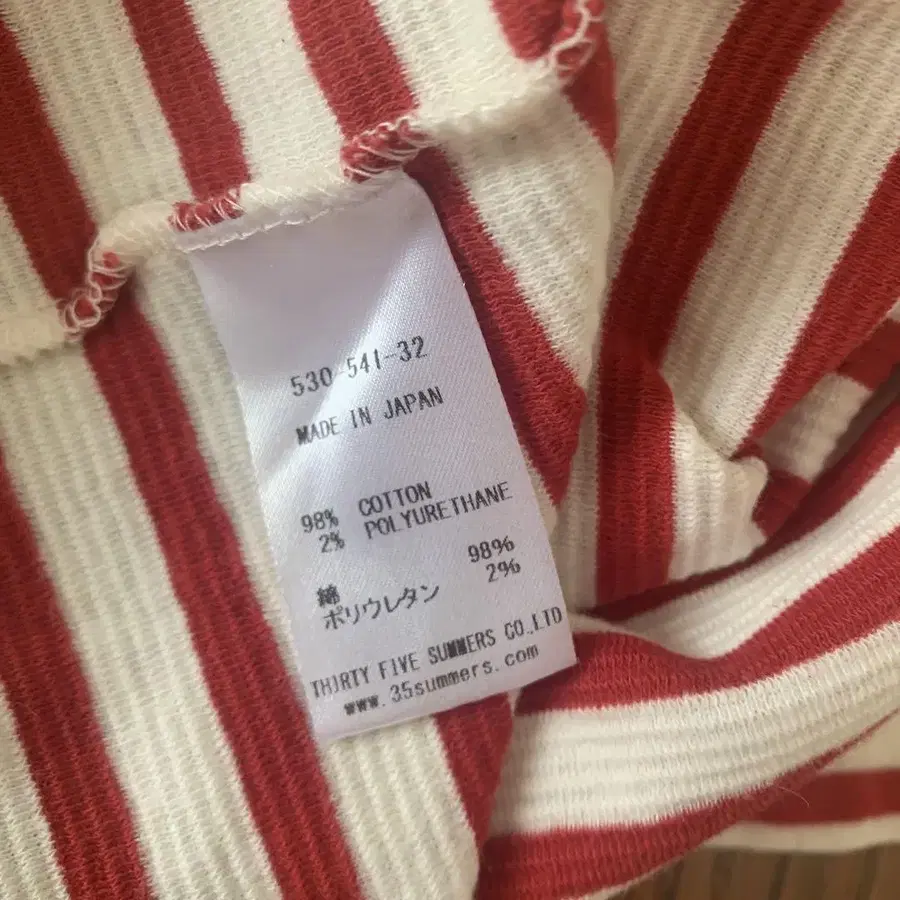 530-541-32
MADE IN JAPAN
98% COTTON
2% POLYURETHANE
綿 98%
ポリウレタン 2%
THIRTY FIVE SUMMERS CO.,LTD
www.35summers.com